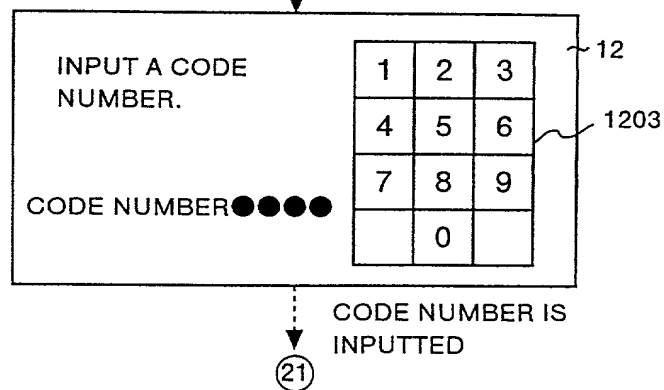 INPUT A CODE
NUMBER.
1 2 3
4 5 6
7 8 9
0
CODE NUMBER●●●●
12
1203
CODE NUMBER IS
INPUTTED
21